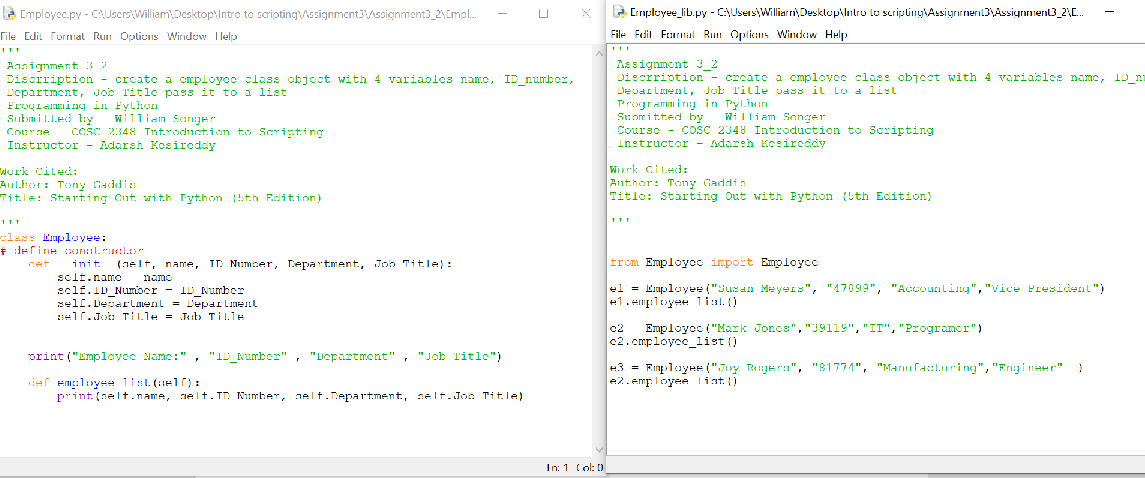 Employee.py - C:\Users\William\Desktop\Intro to scripting\Assignment3\Assignment3_2\Empl...
File Edit Format Run Options Window Help
'''
Assignment 3_2
Discrription - create a employee class object with 4 variables name, ID_number,
Department, Job Title pass it to a list
Programming in Python
Submitted by - William Songer
Course - COSC 2348 Introduction to Scripting
Instructor - Adarsh Kesireddy
Work Cited:
Author: Tony Gaddis
Title: Starting Out with Python (5th Edition)
'''
class Employee:
# define constructor
def __init__(self, name, ID_Number, Department, Job_Title):
self.name = name
self.ID_Number = ID_Number
self.Department = Department
self.Job_Title = Job_Title
print("Employee Name:" , "ID_Number" , "Department" , "Job Title")
def employee_list(self):
print(self.name, self.ID_Number, self.Department, self.Job_Title)
Ln: 1 Col: 0
Employee_lib.py - C:\Users\William\Desktop\Intro to scripting\Assignment3\Assignment3_2\E...
File Edit Format Run Options Window Help
'''
Assignment 3_2
Discrription - create a employee class object with 4 variables name, ID_n
Department, Job Title pass it to a list
Programming in Python
Submitted by - William Songer
Course - COSC 2348 Introduction to Scripting
Instructor - Adarsh Kesireddy
Work Cited:
Author: Tony Gaddis
Title: Starting Out with Python (5th Edition)
'''
from Employee import Employee
e1 = Employee("Susan Meyers", "47899", "Accounting","Vice President")
e1.employee_list()
e2 = Employee("Mark Jones","39119","IT","Programer")
e2.employee_list()
e3 = Employee("Joy Rogers", "81774", "Manufacturing","Engineer" )
e2.employee_list()